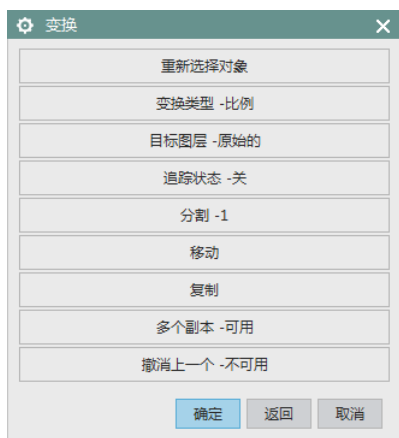 变换
重新选择对象
变换类型 -比例
目标图层 -原始的
追踪状态 -关
分割 -1
移动
复制
多个副本 -可用
撤消上一个 -不可用
确定 返回 取消